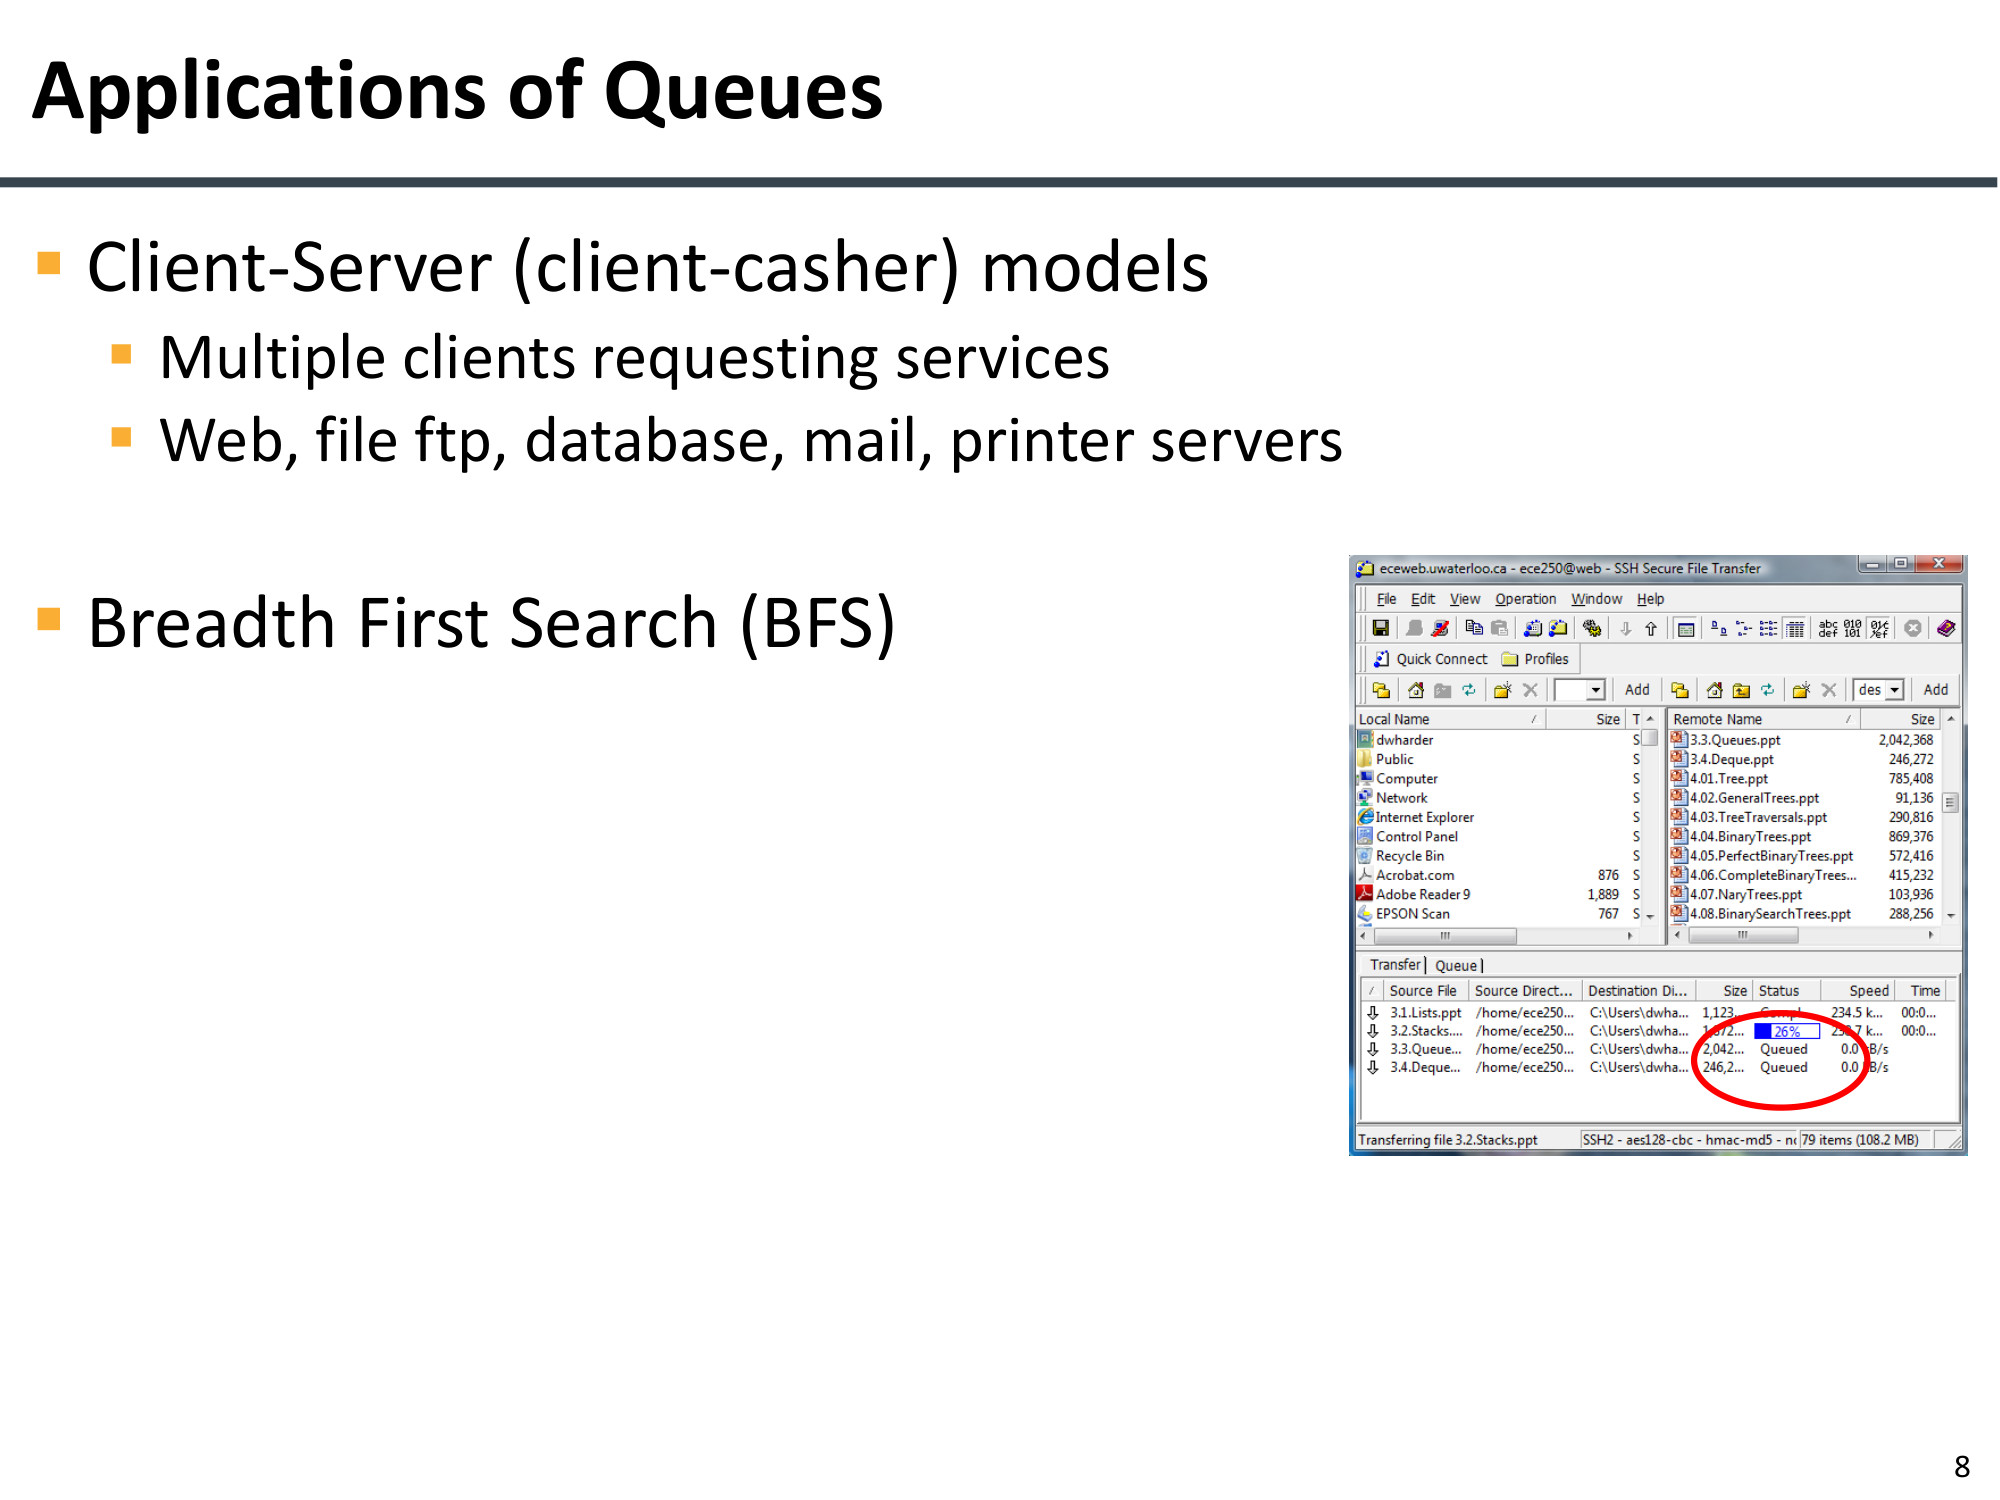 Applications of Queues
Client-Server (client-casher) models
Multiple clients requesting services
Web, file ftp, database, mail, printer servers
Breadth First Search (BFS)
eceweb.uwaterloo.ca - ece250@web - SSH Secure File Transfer
File Edit View Operation Window Help
abc 010
def 101
Quick Connect Profiles
Add des Add
Local Name / Size T Remote Name / Size
dwharder S 3.3.Queues.ppt 2,042,368
Public S 3.4.Deque.ppt 246,272
Computer S 4.01.Tree.ppt 785,408
Network S 4.02.GeneralTrees.ppt 91,136
Internet Explorer S 4.03.TreeTraversals.ppt 290,816
Control Panel S 4.04.BinaryTrees.ppt 869,376
Recycle Bin S 4.05.PerfectBinaryTrees.ppt 572,416
Acrobat.com 876 S 4.06.CompleteBinaryTrees... 415,232
Adobe Reader 9 1,889 S 4.07.NaryTrees.ppt 103,936
EPSON Scan 767 S 4.08.BinarySearchTrees.ppt 288,256
Transfer Queue
/ Source File Source Direct... Destination Di... Size Status Speed Time
3.1.Lists.ppt /home/ece250... C:\Users\dwha... 1,123... 234.5 k... 00:0...
3.2.Stacks.... /home/ece250... C:\Users\dwha... 26% 00:0...
3.3.Queue... /home/ece250... C:\Users\dwha... 2,042... Queued 0.0 kB/s
3.4.Deque... /home/ece250... C:\Users\dwha... 246,2... Queued 0.0 kB/s
Transferring file 3.2.Stacks.ppt SSH2 - aes128-cbc - hmac-md5 - 79 items (108.2 MB)
8